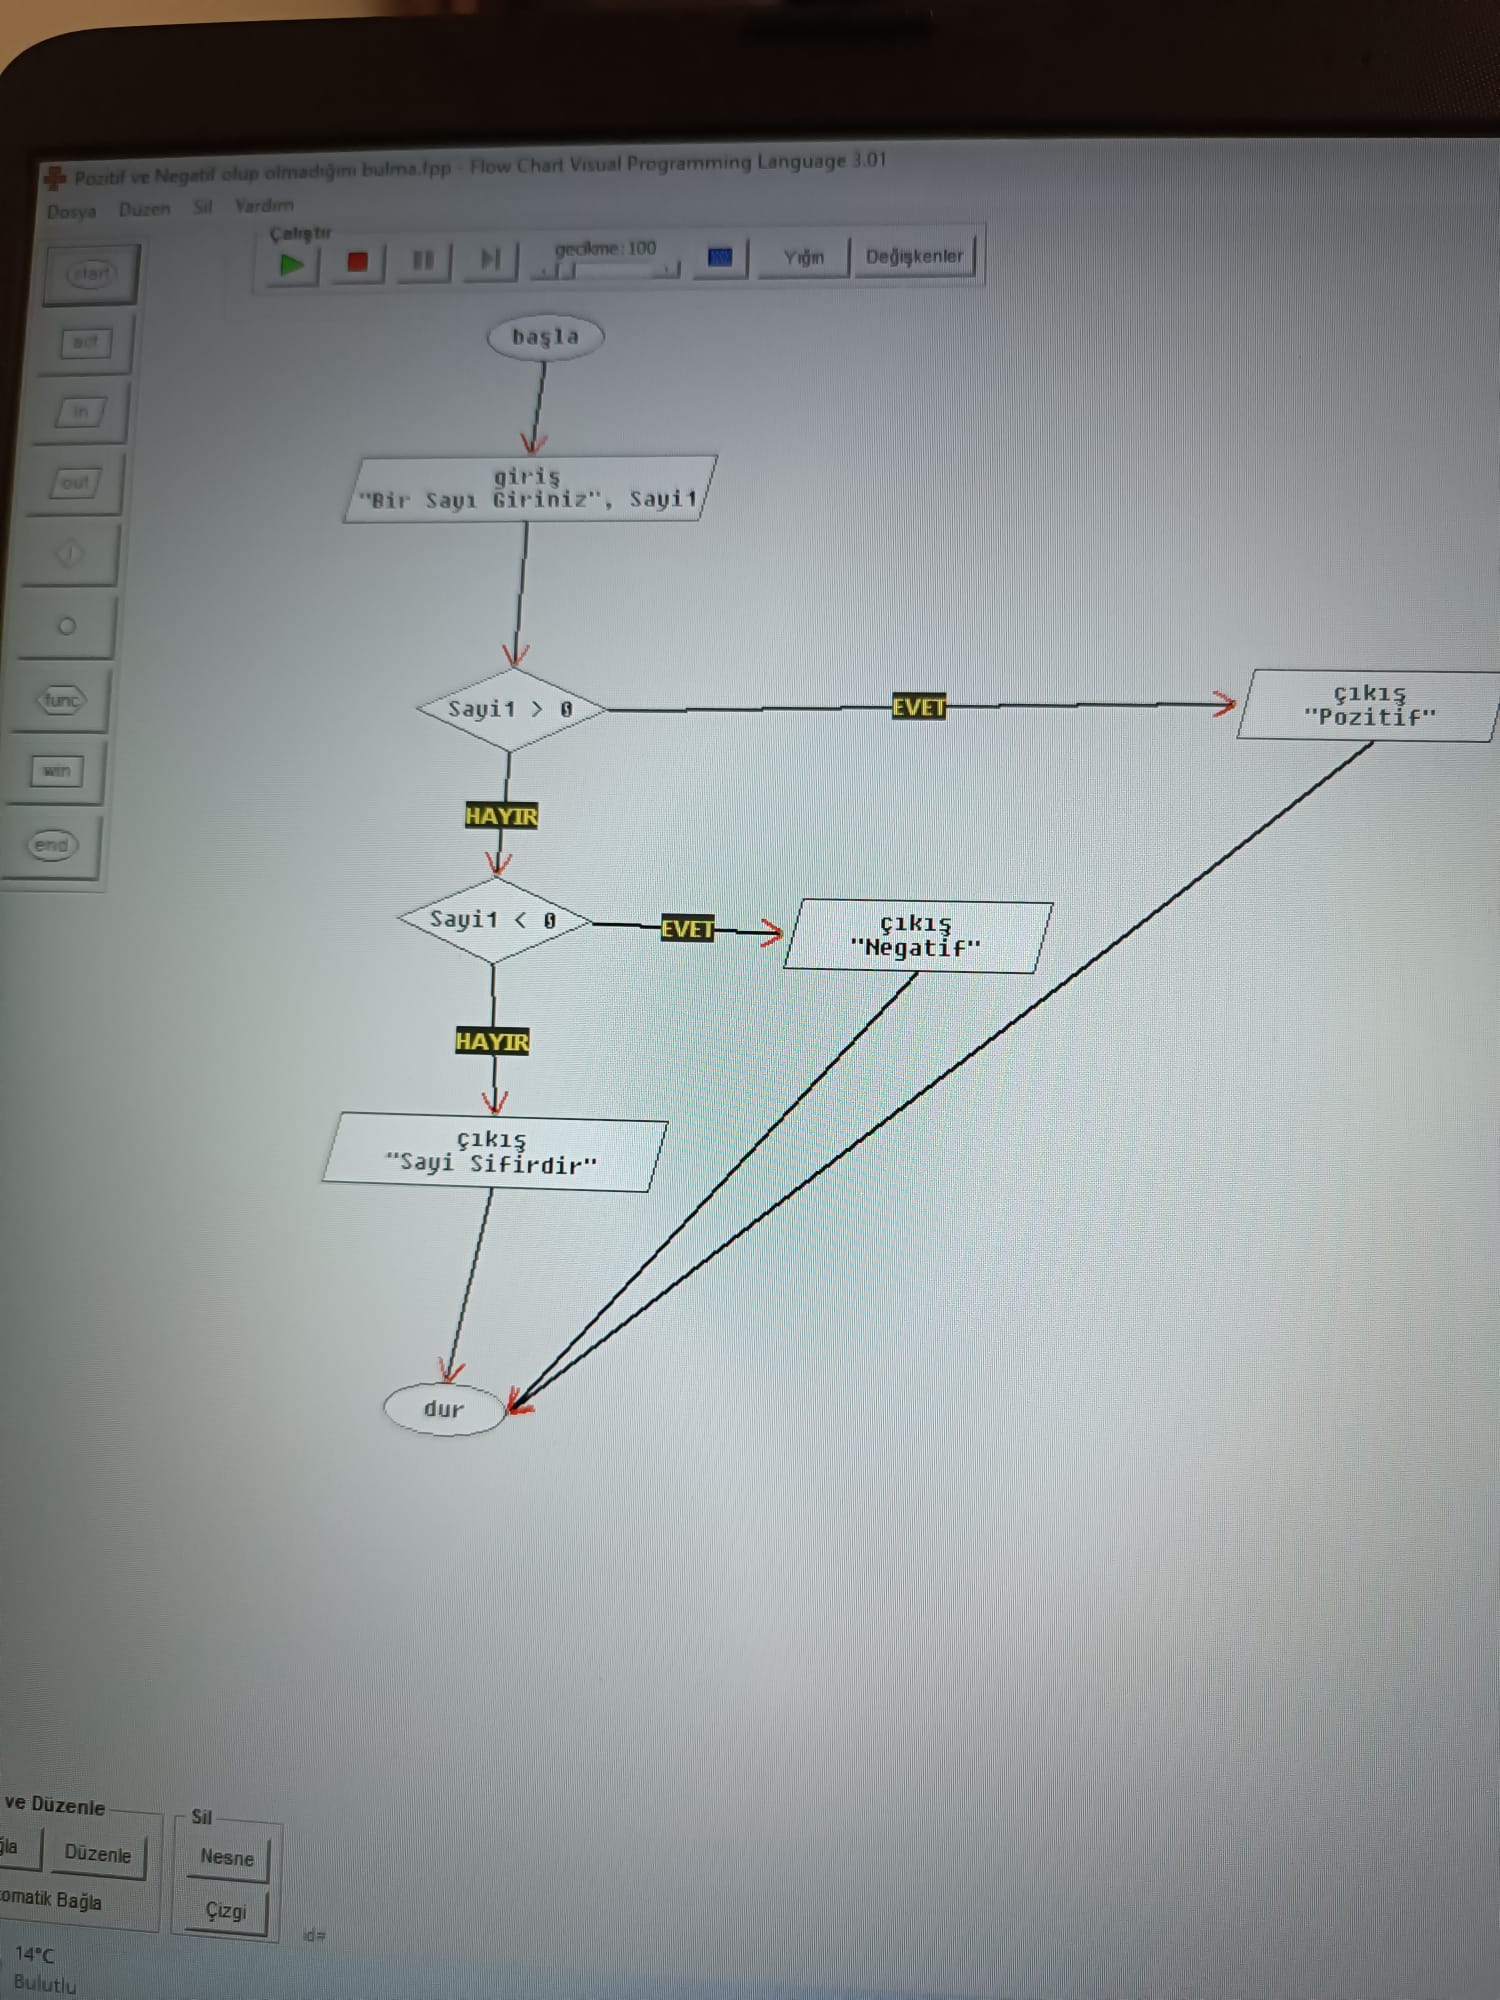 Pozitif ve Negatif olup olmadığını bulma.fpp - Flow Chart Visual Programming Language 3.01
Dosya Düzen Sil Yardım
Çalıştır
gecikme:100
Yığın
Değişkenler
start
act
in
out
func
win
end
başla
giriş
"Bir Sayı Giriniz", Sayi1
Sayi1 > 0
EVET
çıkış
"Pozitif"
HAYIR
Sayi1 < 0
EVET
çıkış
"Negatif"
HAYIR
çıkış
"Sayi Sifirdir"
dur
ve Düzenle
ğla
Düzenle
tomatik Bağla
Sil
Nesne
Çizgi
id=
14°C
Bulutlu